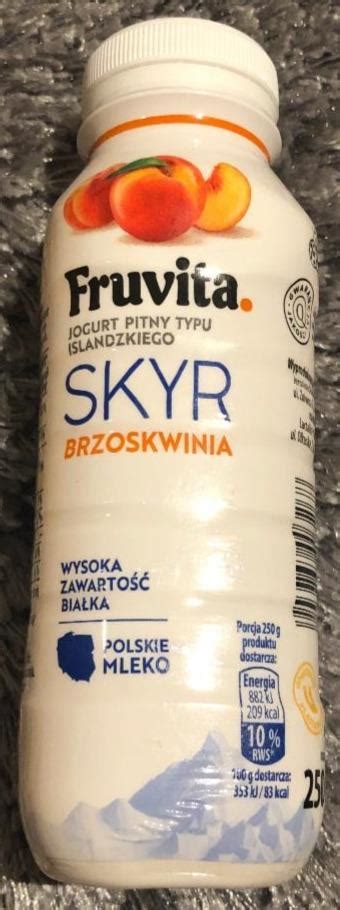 Fruvita.
JOGURT PITNY TYPU
ISLANDZKIEGO
SKYR
BRZOSKWINIA
WYSOKA
ZAWARTOŚĆ
BIAŁKA
POLSKIE
MLEKO
Porcja 250 g
produktu
dostarcza:
Energia
882 kJ
209 kcal
10 %
RWS*
100 g dostarcza:
353 kJ / 83 kcal
250